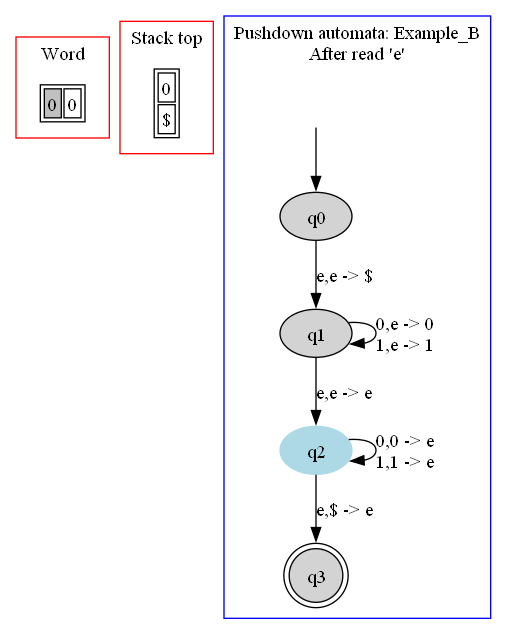 Word
0 0
Stack top
0
$
Pushdown automata: Example_B
After read 'e'
q0
e,e -> $
q1
0,e -> 0
1,e -> 1
e,e -> e
q2
0,0 -> e
1,1 -> e
e,$ -> e
q3